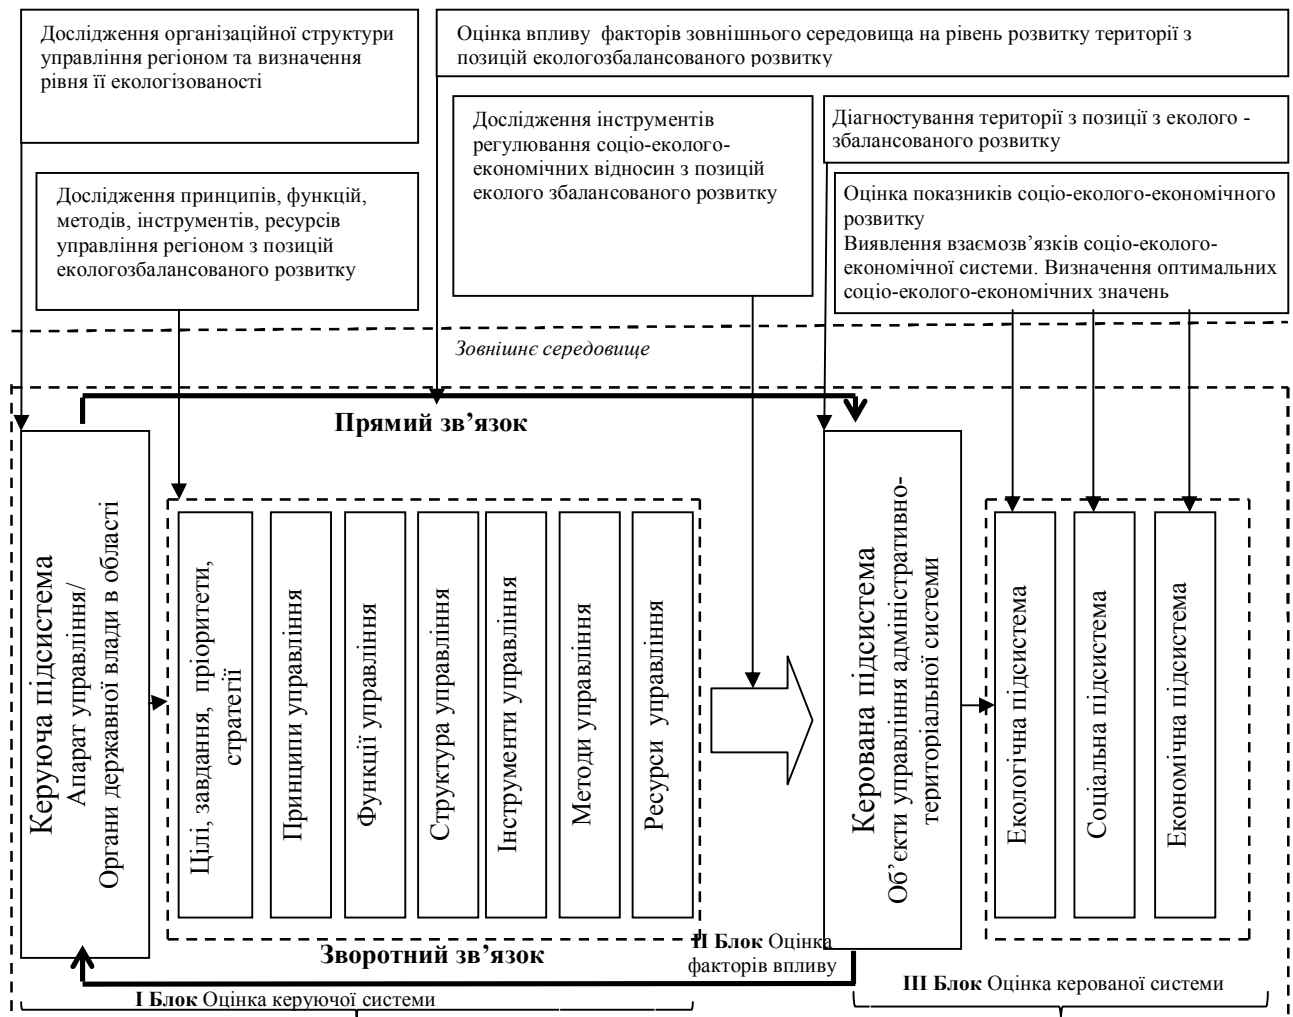 Дослідження організаційної структури
управління регіоном та визначення
рівня її екологізованості
Оцінка впливу факторів зовнішнього середовища на рівень розвитку території з
позицій екологозбалансованого розвитку
Дослідження інструментів
регулювання соціо-еколого-
економічних відносин з позицій
еколого збалансованого розвитку
Діагностування території з позиції з еколого -
збалансованого розвитку
Дослідження принципів, функцій,
методів, інструментів, ресурсів
управління регіоном з позицій
екологозбалансованого розвитку
Оцінка показників соціо-еколого-економічного
розвитку
Виявлення взаємозв’язків соціо-еколого-
економічної системи. Визначення оптимальних
соціо-еколого-економічних значень
Зовнішнє середовище
Прямий зв’язок
Керуюча підсистема
Апарат управління/
Органи державної влади в області
Цілі, завдання, пріоритети,
стратегії
Принципи управління
Функції управління
Структура управління
Інструменти управління
Методи управління
Ресурси управління
Керована підсистема
Об’єкти управління адміністративно-
територіальної системи
Екологічна підсистема
Соціальна підсистема
Економічна підсистема
Зворотний зв’язок
ІІ Блок Оцінка
факторів впливу
І Блок Оцінка керуючої системи
ІІІ Блок Оцінка керованої системи